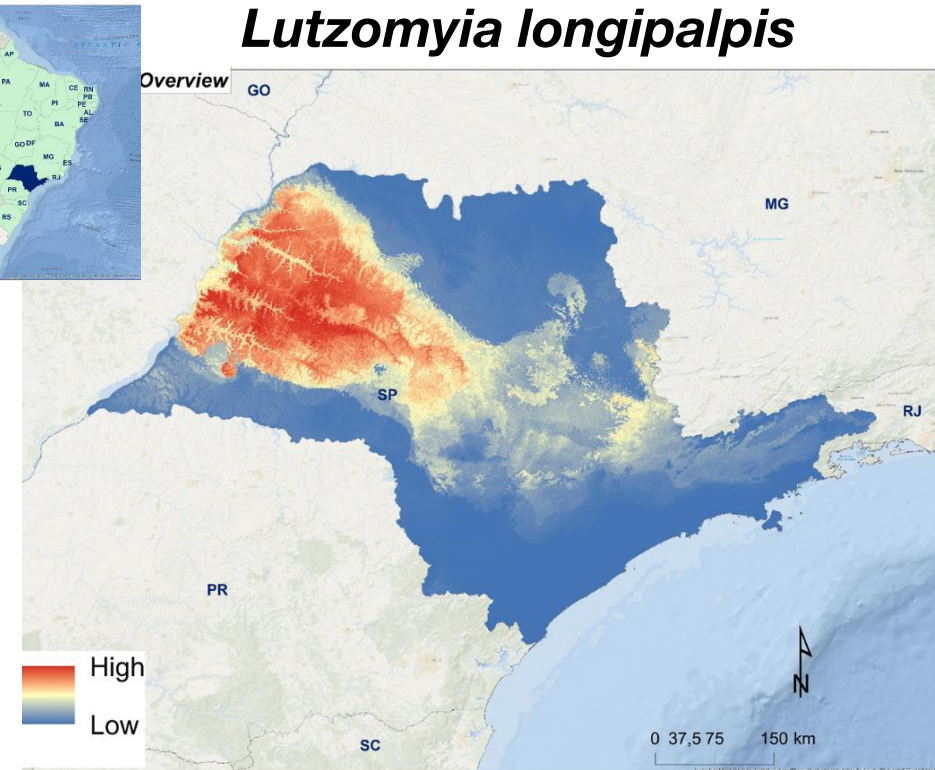 Lutzomyia longipalpis
AP
PA
MA
CE
RN
PB
PE
AL
SE
PI
TO
BA
GO
DF
MG
ES
RJ
PR
SC
RS
Overview
GO
MG
SP
RJ
PR
SC
High
Low
N
0 37,5 75 150 km